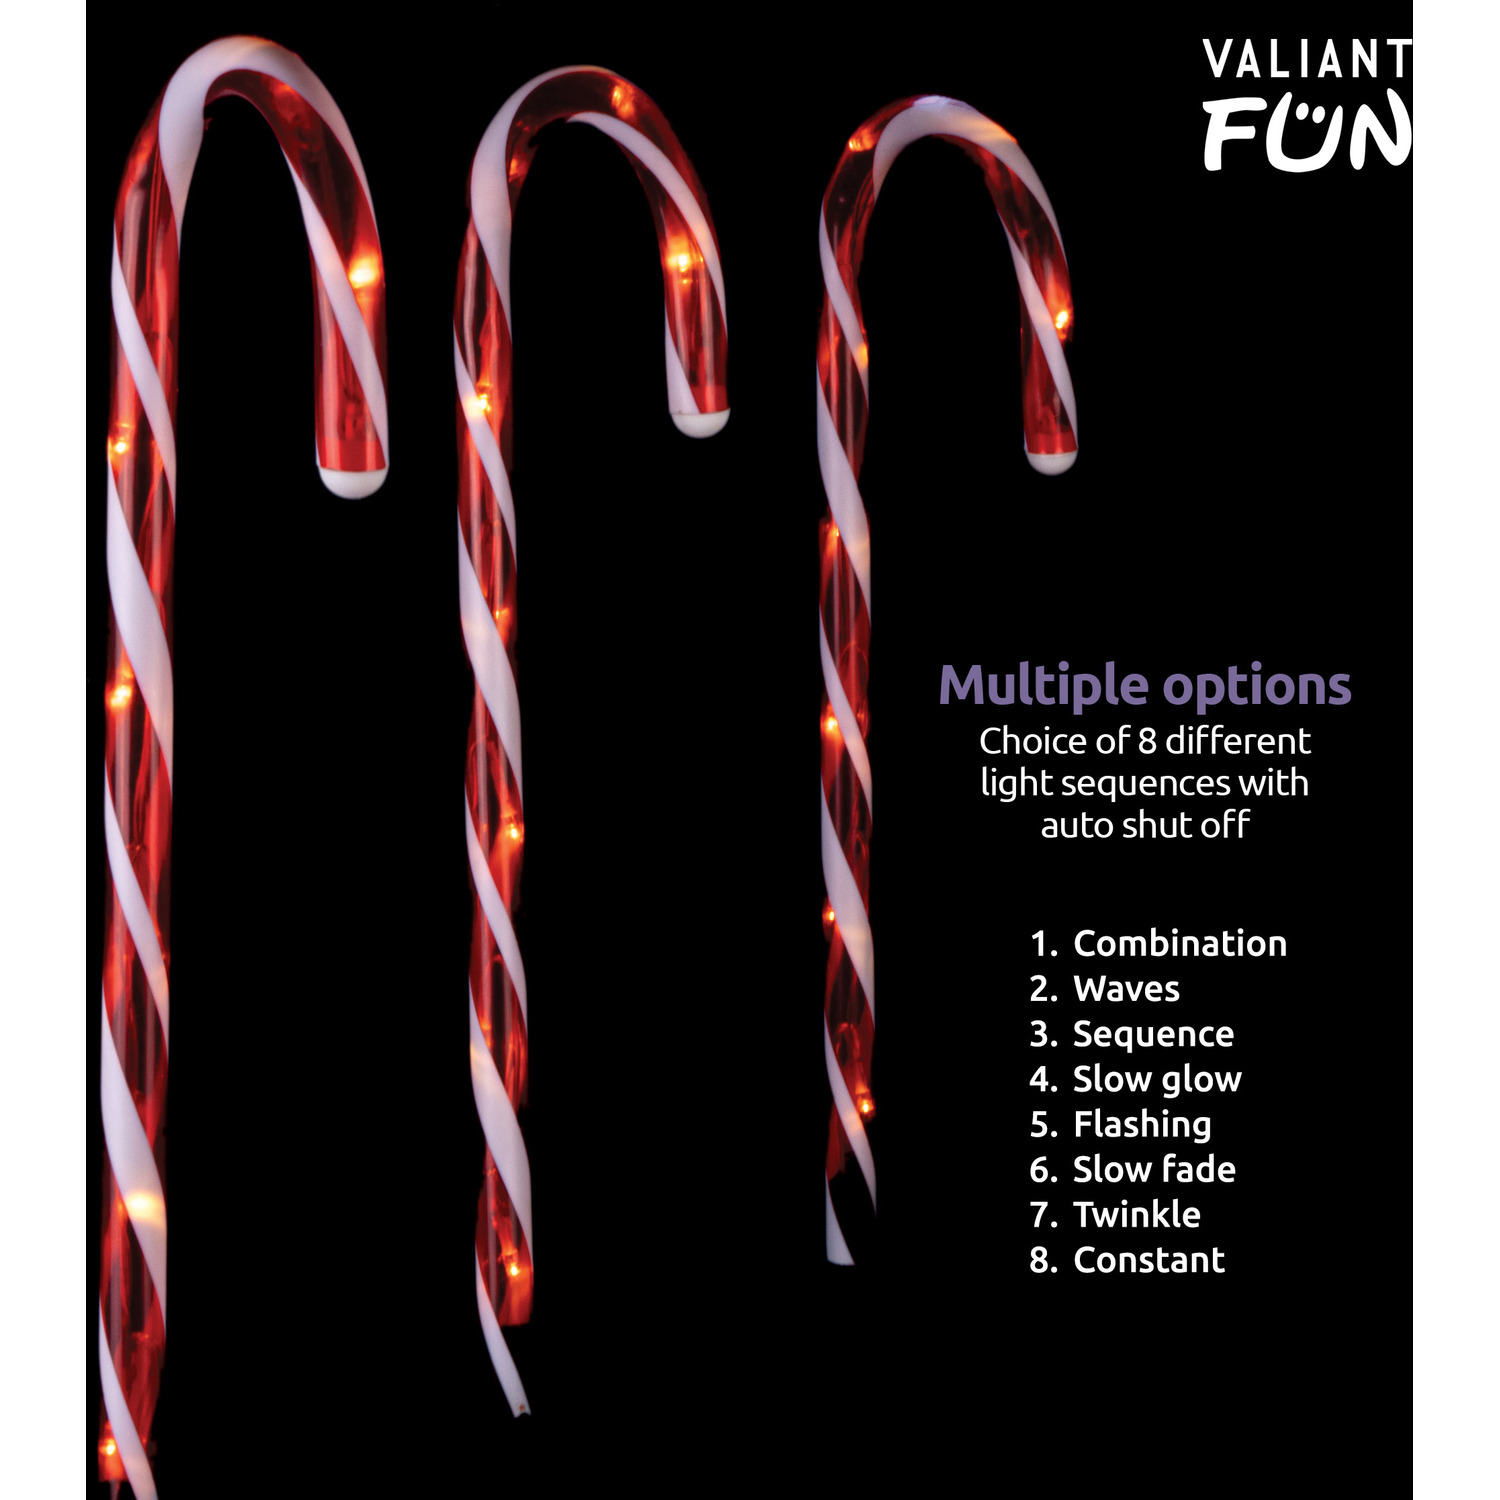 VALIANT
FÜN
Multiple options
Choice of 8 different
light sequences with
auto shut off
1. Combination
2. Waves
3. Sequence
4. Slow glow
5. Flashing
6. Slow fade
7. Twinkle
8. Constant